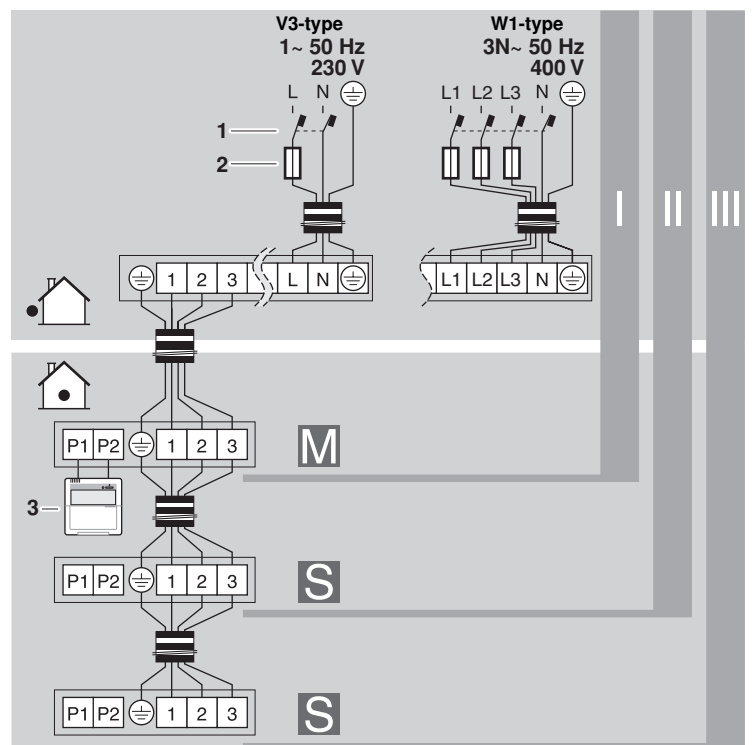 V3-type
1~ 50 Hz
230 V
W1-type
3N~ 50 Hz
400 V
L N
L1 L2 L3 N
1
2
I II III
1 2 3 L N
L1 L2 L3 N
P1 P2 1 2 3
M
3
P1 P2 1 2 3
S
P1 P2 1 2 3
S